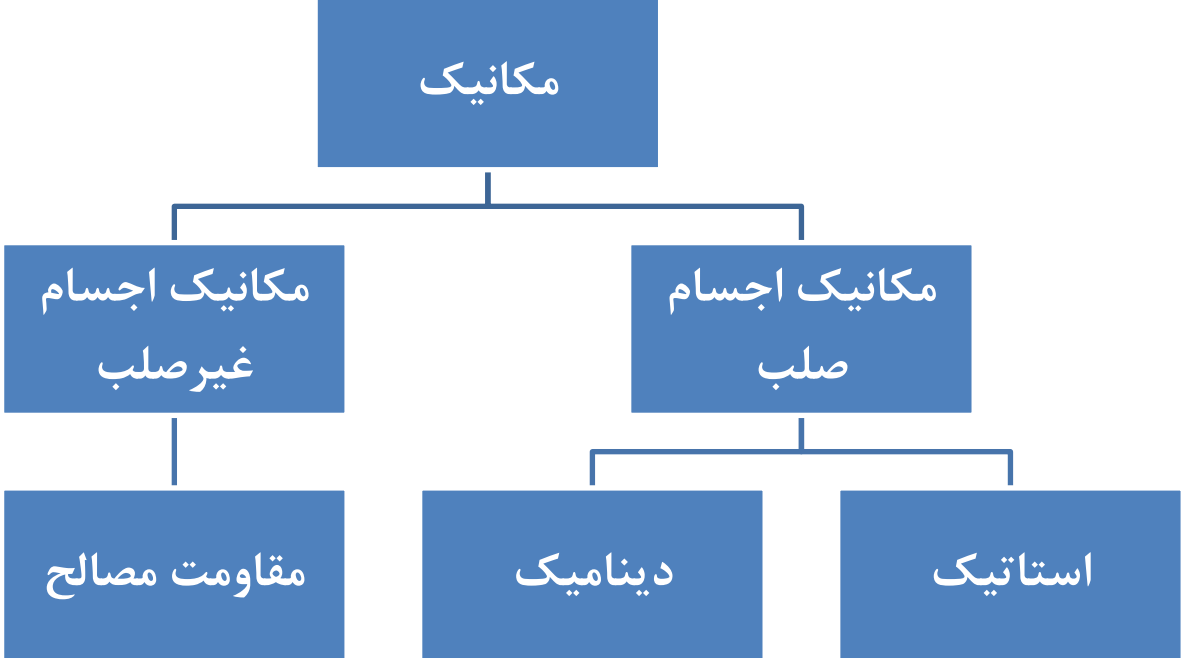 مکانیک
مکانیک اجسام
صلب
مکانیک اجسام
غیرصلب
استاتیک
دینامیک
مقاومت مصالح